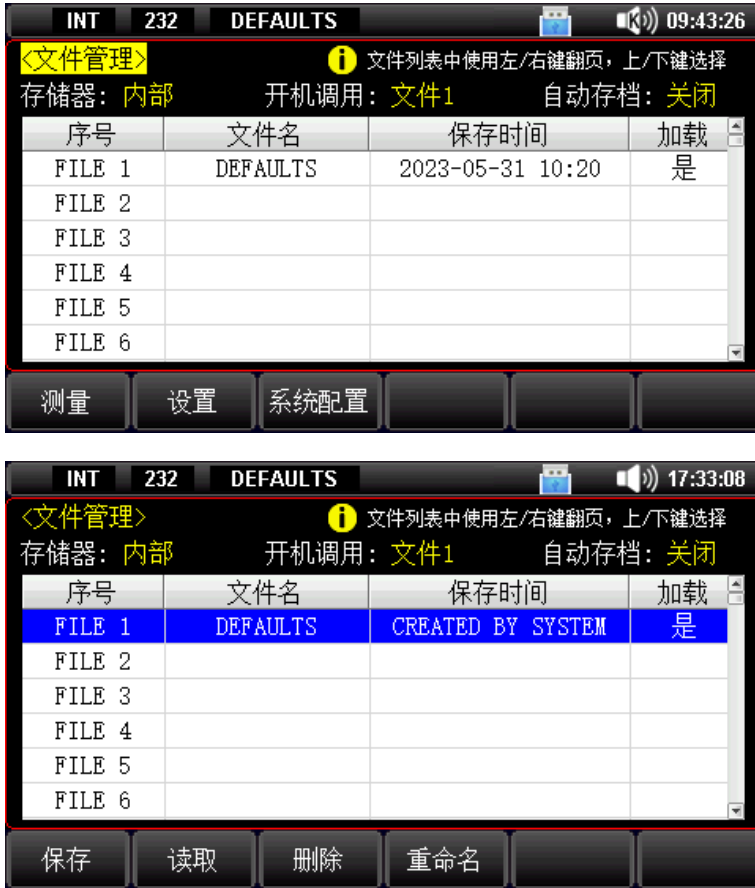 INT 232 DEFAULTS 09:43:26
<文件管理> 文件列表中使用左/右键翻页，上/下键选择
存储器: 内部 开机调用: 文件1 自动存档: 关闭
序号 文件名 保存时间 加载
FILE 1 DEFAULTS 2023-05-31 10:20 是
FILE 2
FILE 3
FILE 4
FILE 5
FILE 6
测量 设置 系统配置
INT 232 DEFAULTS 17:33:08
<文件管理> 文件列表中使用左/右键翻页，上/下键选择
存储器: 内部 开机调用: 文件1 自动存档: 关闭
序号 文件名 保存时间 加载
FILE 1 DEFAULTS CREATED BY SYSTEM 是
FILE 2
FILE 3
FILE 4
FILE 5
FILE 6
保存 读取 删除 重命名